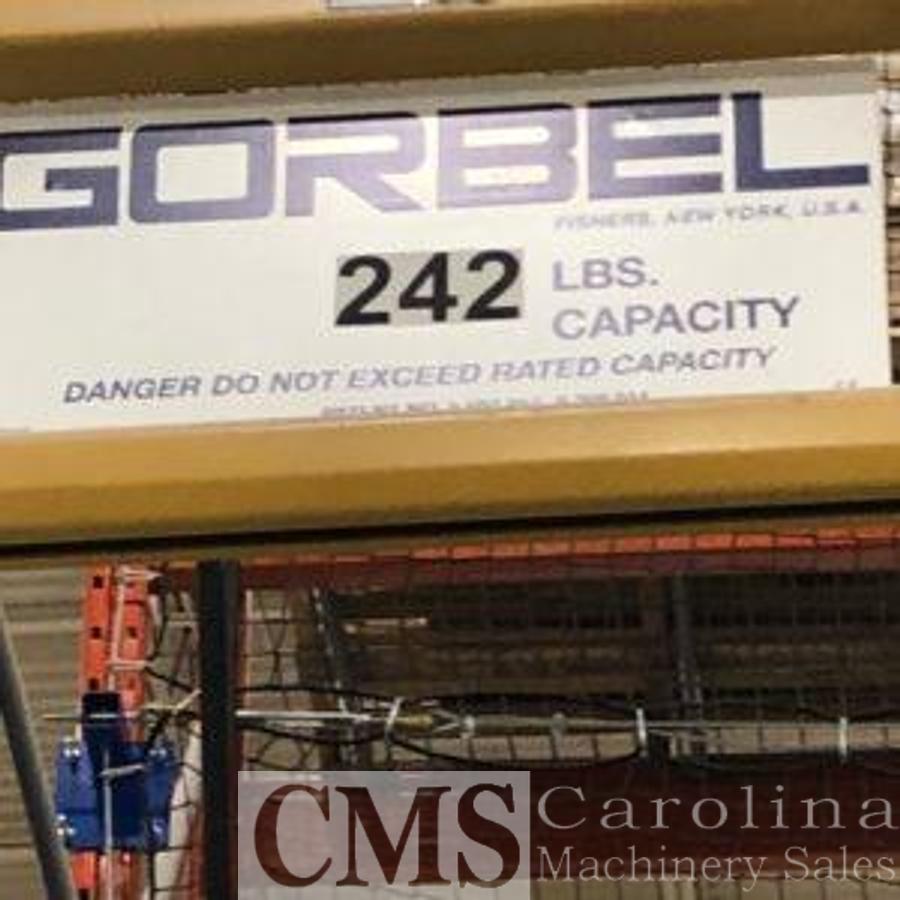 GORBEL
FISHERS, NEW YORK, U.S.A.
242 LBS.
CAPACITY
DANGER DO NOT EXCEED RATED CAPACITY
CMS Carolina
Machinery Sales